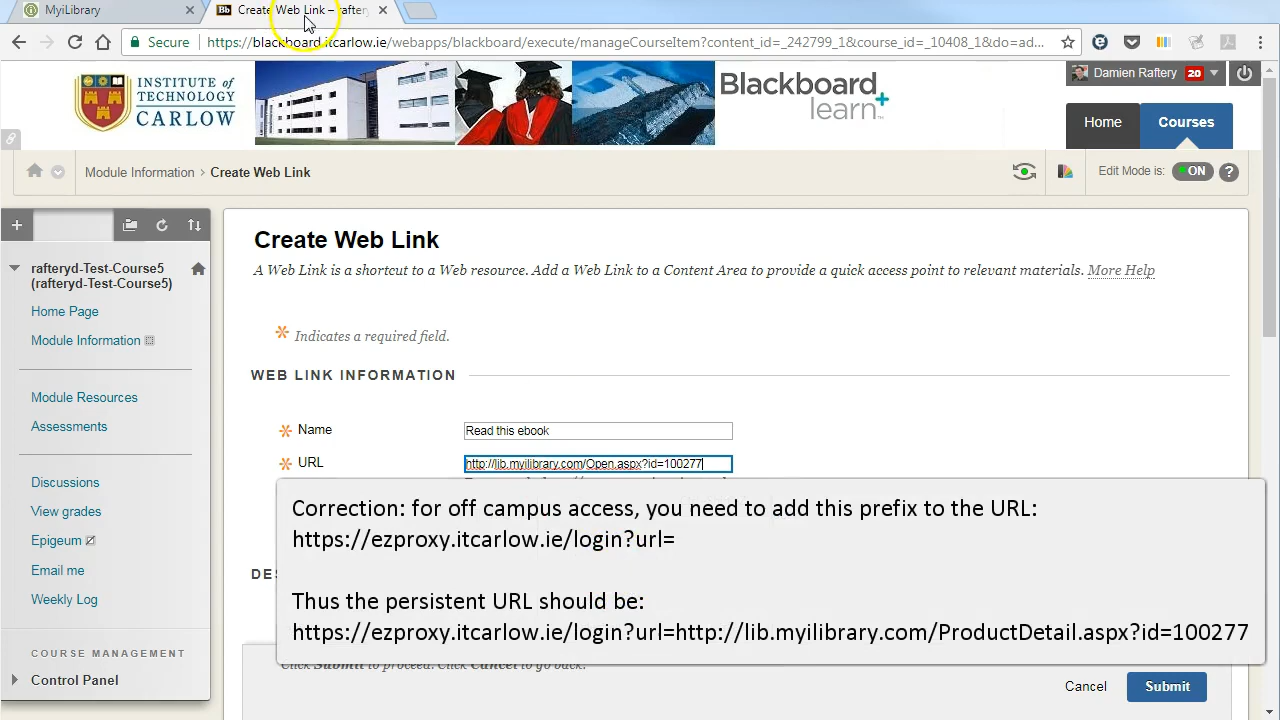 MyiLibrary
Create Web Link – rafter
Secure
https://blackboard.itcarlow.ie/webapps/blackboard/execute/manageCourseItem?content_id=_242799_1&course_id=_10408_1&do=ad...
INSTITUTE of
TECHNOLOGY
CARLOW
Blackboard
learn+
Damien Raftery 20
Home
Courses
Module Information › Create Web Link
Edit Mode is: ON ?
Create Web Link
A Web Link is a shortcut to a Web resource. Add a Web Link to a Content Area to provide a quick access point to relevant materials. More Help
rafteryd-Test-Course5
(rafteryd-Test-Course5)
Home Page
Module Information
Module Resources
Assessments
Discussions
View grades
Epigeum
Email me
Weekly Log
COURSE MANAGEMENT
Control Panel
Indicates a required field.
WEB LINK INFORMATION
Name
Read this ebook
URL
http://lib.myilibrary.com/Open.aspx?id=100277
Correction: for off campus access, you need to add this prefix to the URL:
https://ezproxy.itcarlow.ie/login?url=
Thus the persistent URL should be:
https://ezproxy.itcarlow.ie/login?url=http://lib.myilibrary.com/ProductDetail.aspx?id=100277
DES
Click Submit to proceed. Click Cancel to go back.
Cancel
Submit